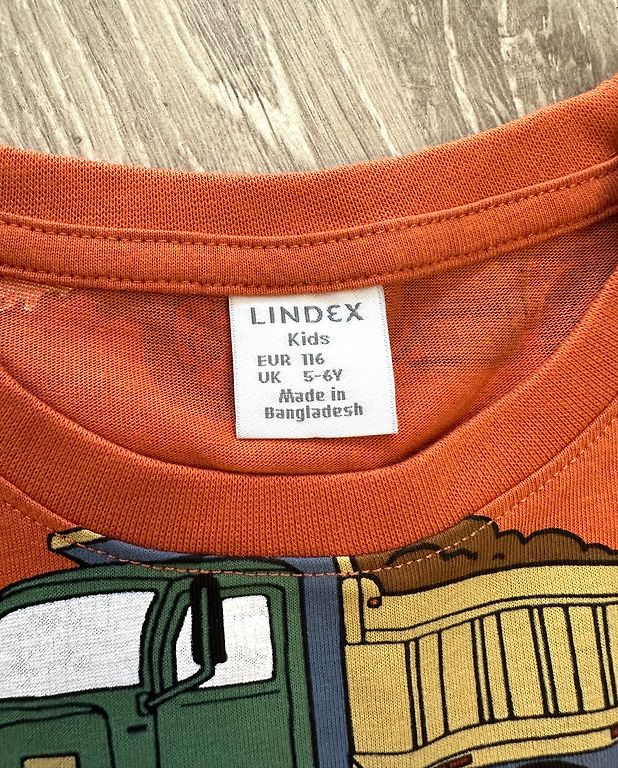 LINDEX
Kids
EUR 116
UK 5-6Y
Made in
Bangladesh